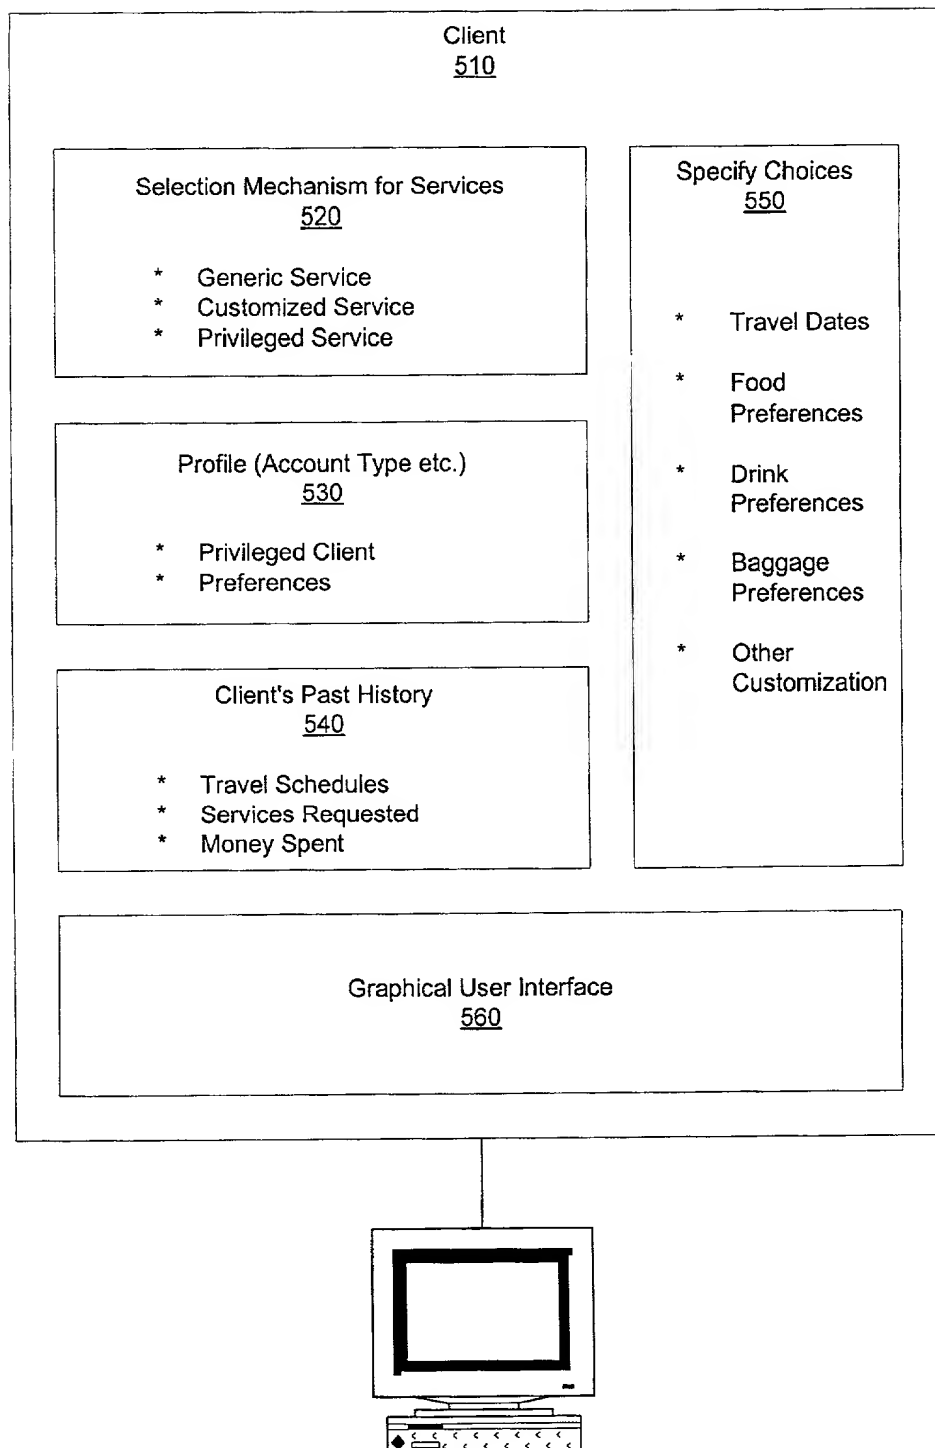 Client
510
Selection Mechanism for Services
520
* Generic Service
* Customized Service
* Privileged Service
Profile (Account Type etc.)
530
* Privileged Client
* Preferences
Client's Past History
540
* Travel Schedules
* Services Requested
* Money Spent
Specify Choices
550
* Travel Dates
* Food
Preferences
* Drink
Preferences
* Baggage
Preferences
* Other
Customization
Graphical User Interface
560